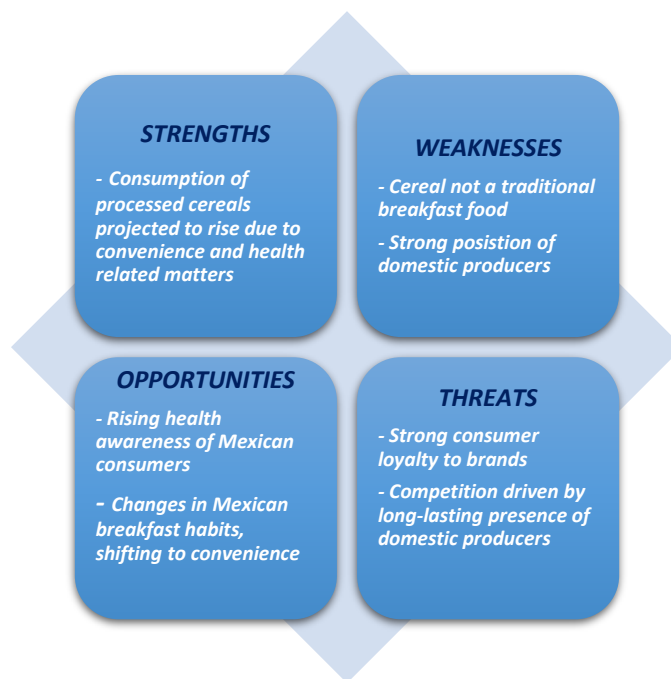 STRENGTHS
- Consumption of
processed cereals
projected to rise due to
convenience and health
related matters
WEAKNESSES
- Cereal not a traditional
breakfast food
- Strong posistion of
domestic producers
OPPORTUNITIES
- Rising health
awareness of Mexican
consumers
- Changes in Mexican
breakfast habits,
shifting to convenience
THREATS
- Strong consumer
loyalty to brands
- Competition driven by
long-lasting presence of
domestic producers